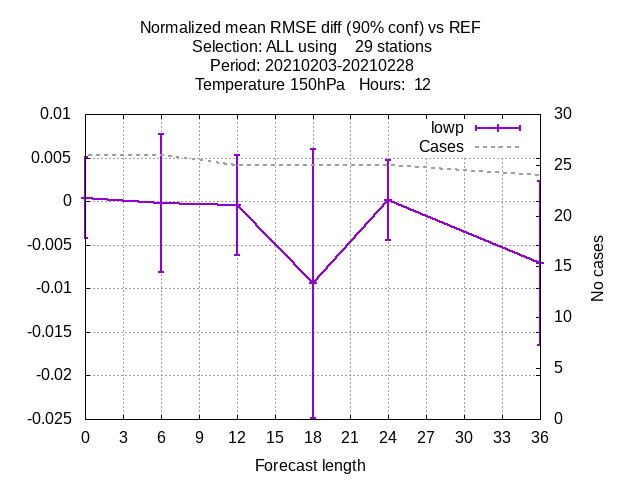 Normalized mean RMSE diff (90% conf) vs REF
Selection: ALL using    29 stations
Period: 20210203-20210228
Temperature 150hPa   Hours:  12
0.01
0.005
0
-0.005
-0.01
-0.015
-0.02
-0.025
lowp
Cases
30
25
20
15
10
5
0
No cases
0 3 6 9 12 15 18 21 24 27 30 33 36
Forecast length